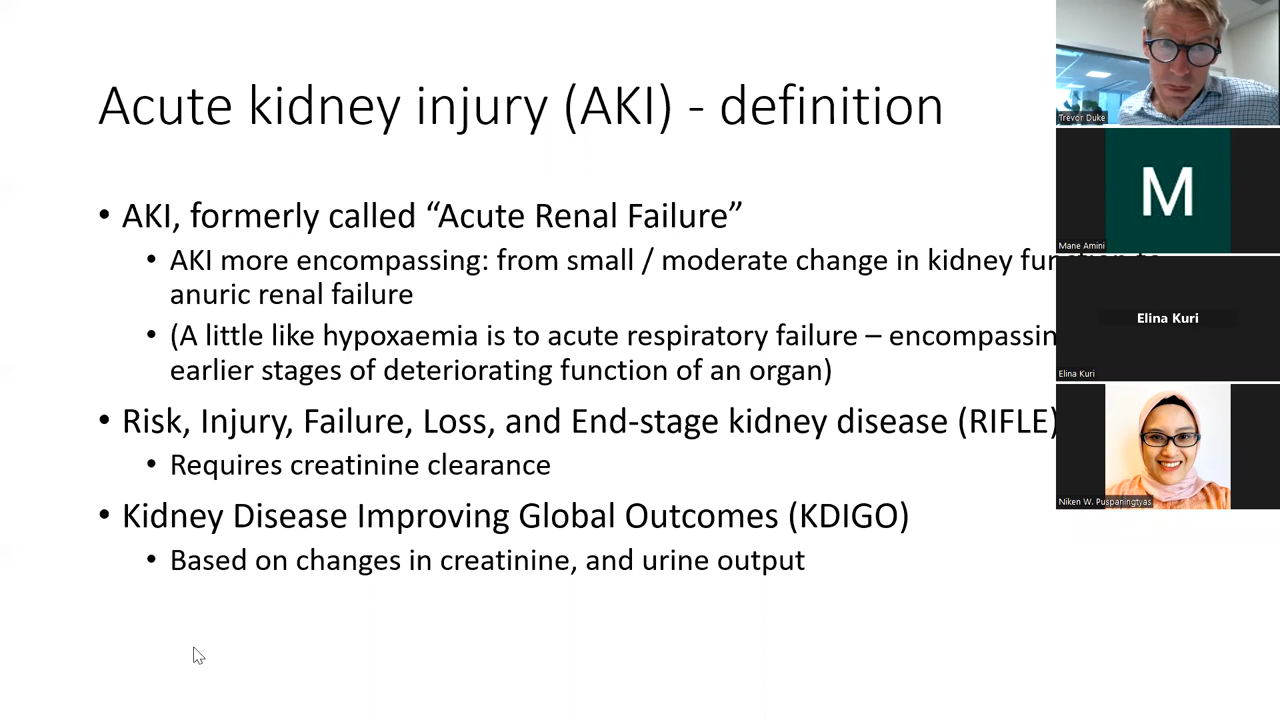 Acute kidney injury (AKI) - definition
• AKI, formerly called “Acute Renal Failure”
• AKI more encompassing: from small / moderate change in kidney function to
anuric renal failure
• (A little like hypoxaemia is to acute respiratory failure – encompassin
earlier stages of deteriorating function of an organ)
• Risk, Injury, Failure, Loss, and End-stage kidney disease (RIFLE)
• Requires creatinine clearance
• Kidney Disease Improving Global Outcomes (KDIGO)
• Based on changes in creatinine, and urine output
Trevor Duke
M
Mane Amini
Elina Kuri
Elina Kuri
Niken W. Puspaningtyas